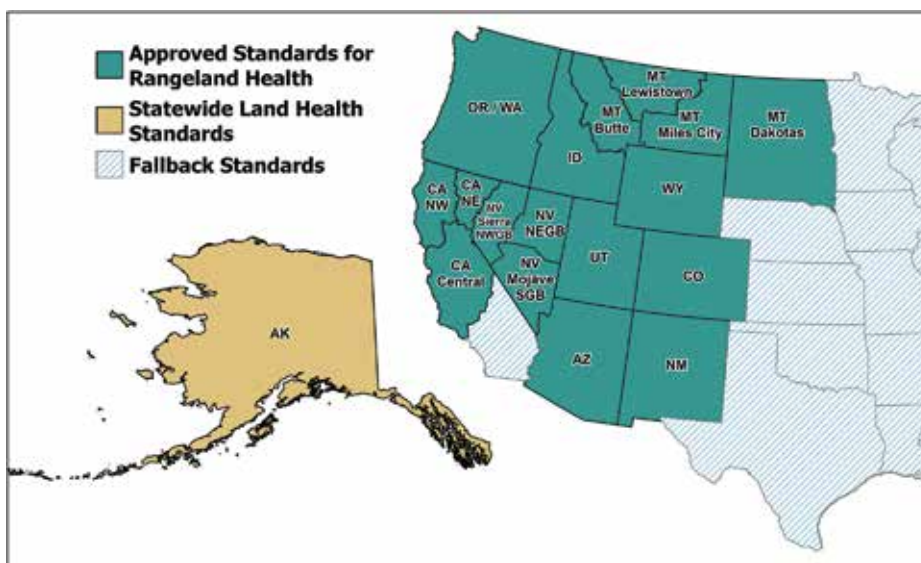 Approved Standards for
Rangeland Health
Statewide Land Health
Standards
Fallback Standards
OR / WA
MT
Lewistown
MT
Butte
MT
Miles City
MT
Dakotas
ID
WY
CA
NW
CA
NE
NV
Sierra
NWGB
NV
NEGB
UT
CO
CA
Central
NV
Mojave
SGB
AK
AZ
NM